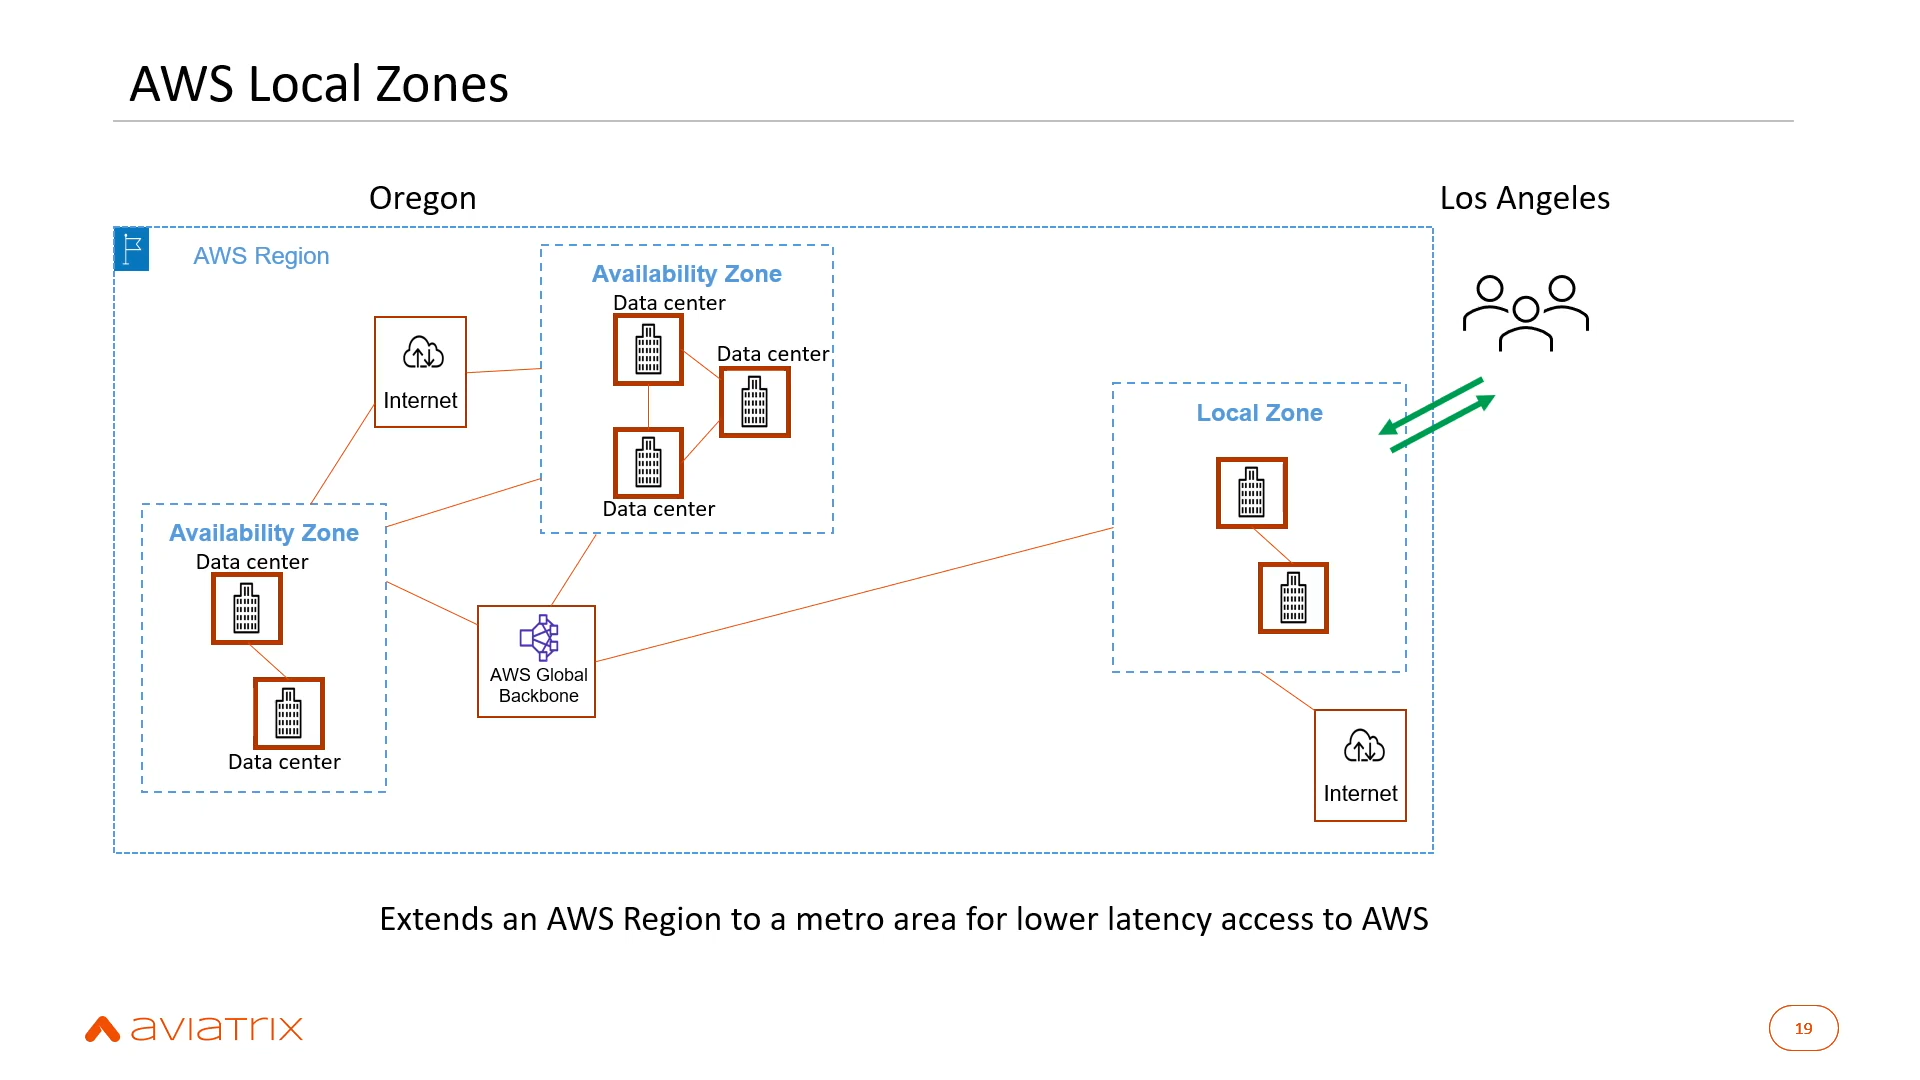 AWS Local Zones
Oregon
Los Angeles
AWS Region
Availability Zone
Data center
Data center
Data center
Internet
Availability Zone
Data center
Data center
AWS Global
Backbone
Local Zone
Internet
Extends an AWS Region to a metro area for lower latency access to AWS
aviatrix
19